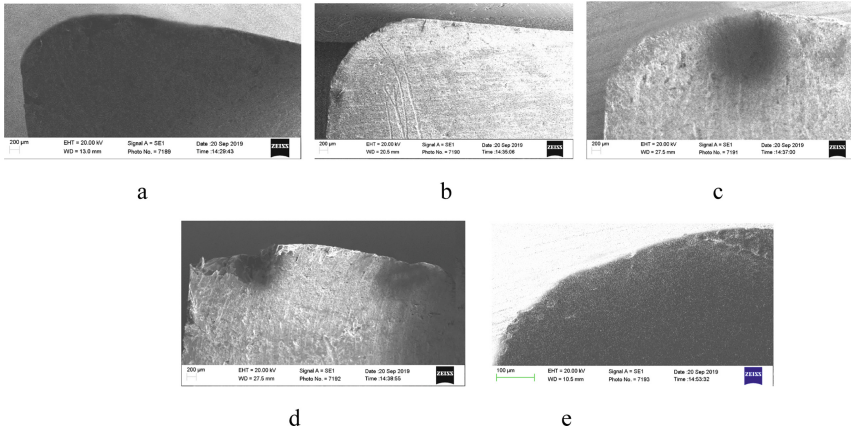 200 μm EHT = 20.00 kV Signal A = SE1 Date :20 Sep 2019 ZEISS
WD = 13.0 mm Photo No. = 7189 Time :14:29:43
200 μm EHT = 20.00 kV Signal A = SE1 Date :20 Sep 2019 ZEISS
WD = 20.5 mm Photo No. = 7190 Time :14:35:06
200 μm EHT = 20.00 kV Signal A = SE1 Date :20 Sep 2019 ZEISS
WD = 27.5 mm Photo No. = 7191 Time :14:37:00
a b c
200 μm EHT = 20.00 kV Signal A = SE1 Date :20 Sep 2019 ZEISS
WD = 27.5 mm Photo No. = 7192 Time :14:38:55
100 μm EHT = 20.00 kV Signal A = SE1 Date :20 Sep 2019 ZEISS
WD = 10.5 mm Photo No. = 7193 Time :14:53:32
d e